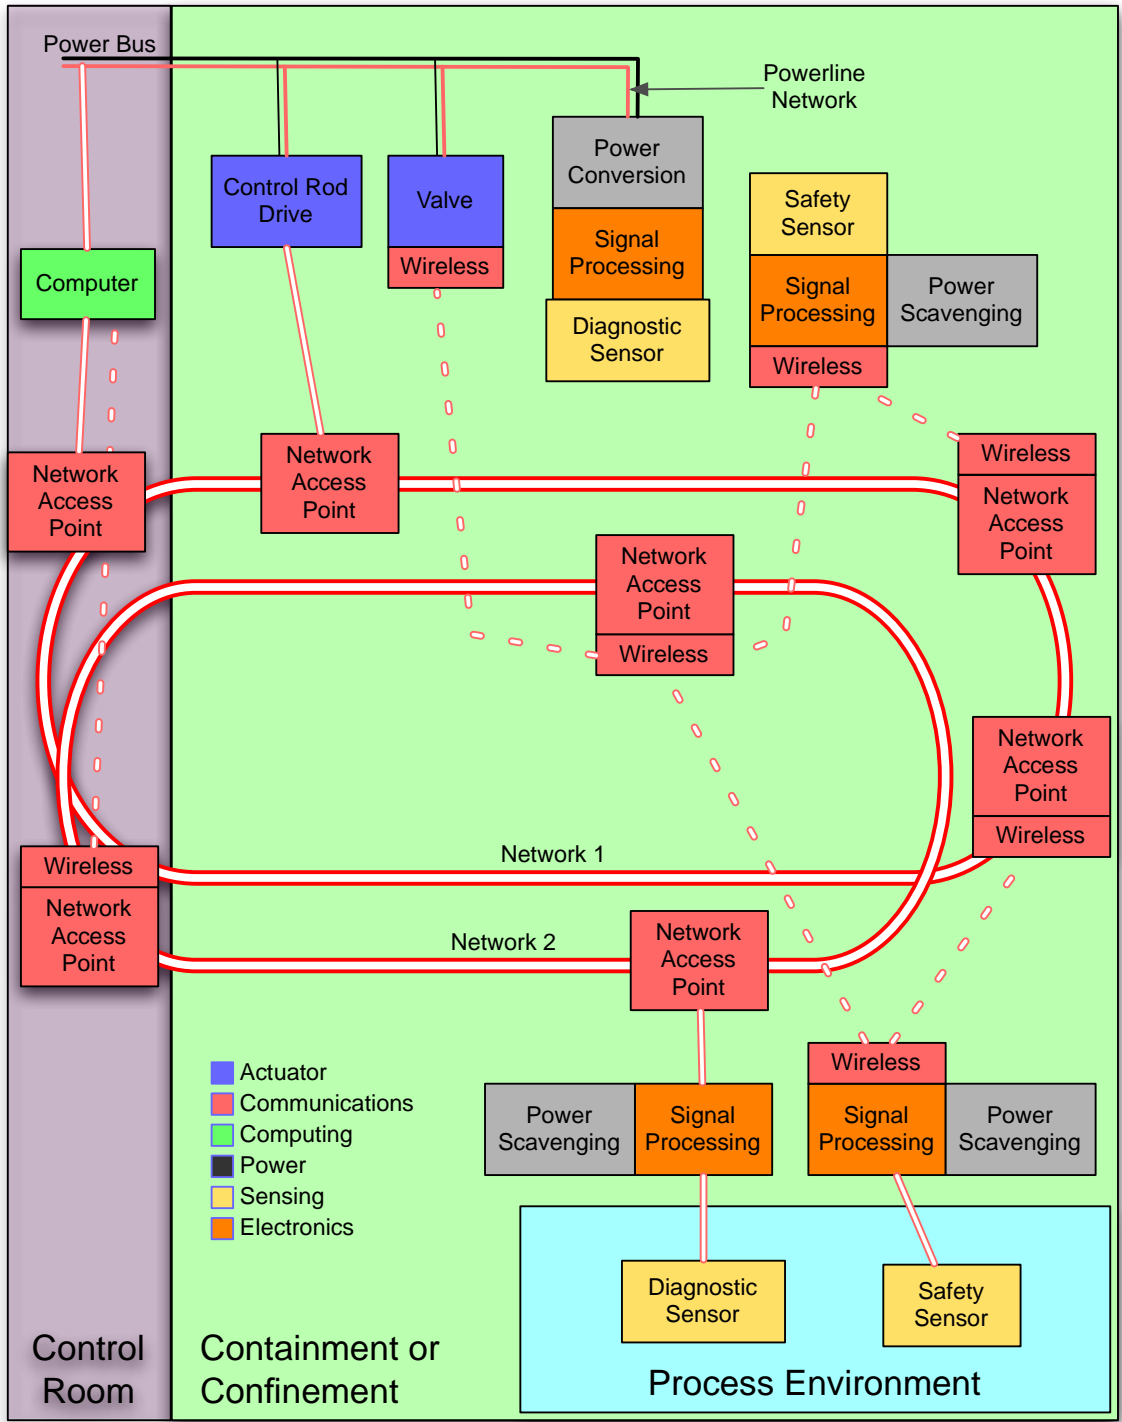 Power Bus
Powerline
Network
Power
Conversion
Control Rod
Drive
Valve
Safety
Sensor
Signal
Processing
Wireless
Computer
Signal
Processing
Power
Scavenging
Diagnostic
Sensor
Wireless
Network
Access
Point
Network
Access
Point
Wireless
Network
Access
Point
Network
Access
Point
Wireless
Network
Access
Point
Wireless
Network 1
Wireless
Network
Access
Point
Network 2
Network
Access
Point
Actuator
Communications
Computing
Power
Sensing
Electronics
Power
Scavenging
Signal
Processing
Wireless
Signal
Processing
Power
Scavenging
Diagnostic
Sensor
Safety
Sensor
Control
Room
Containment or
Confinement
Process Environment